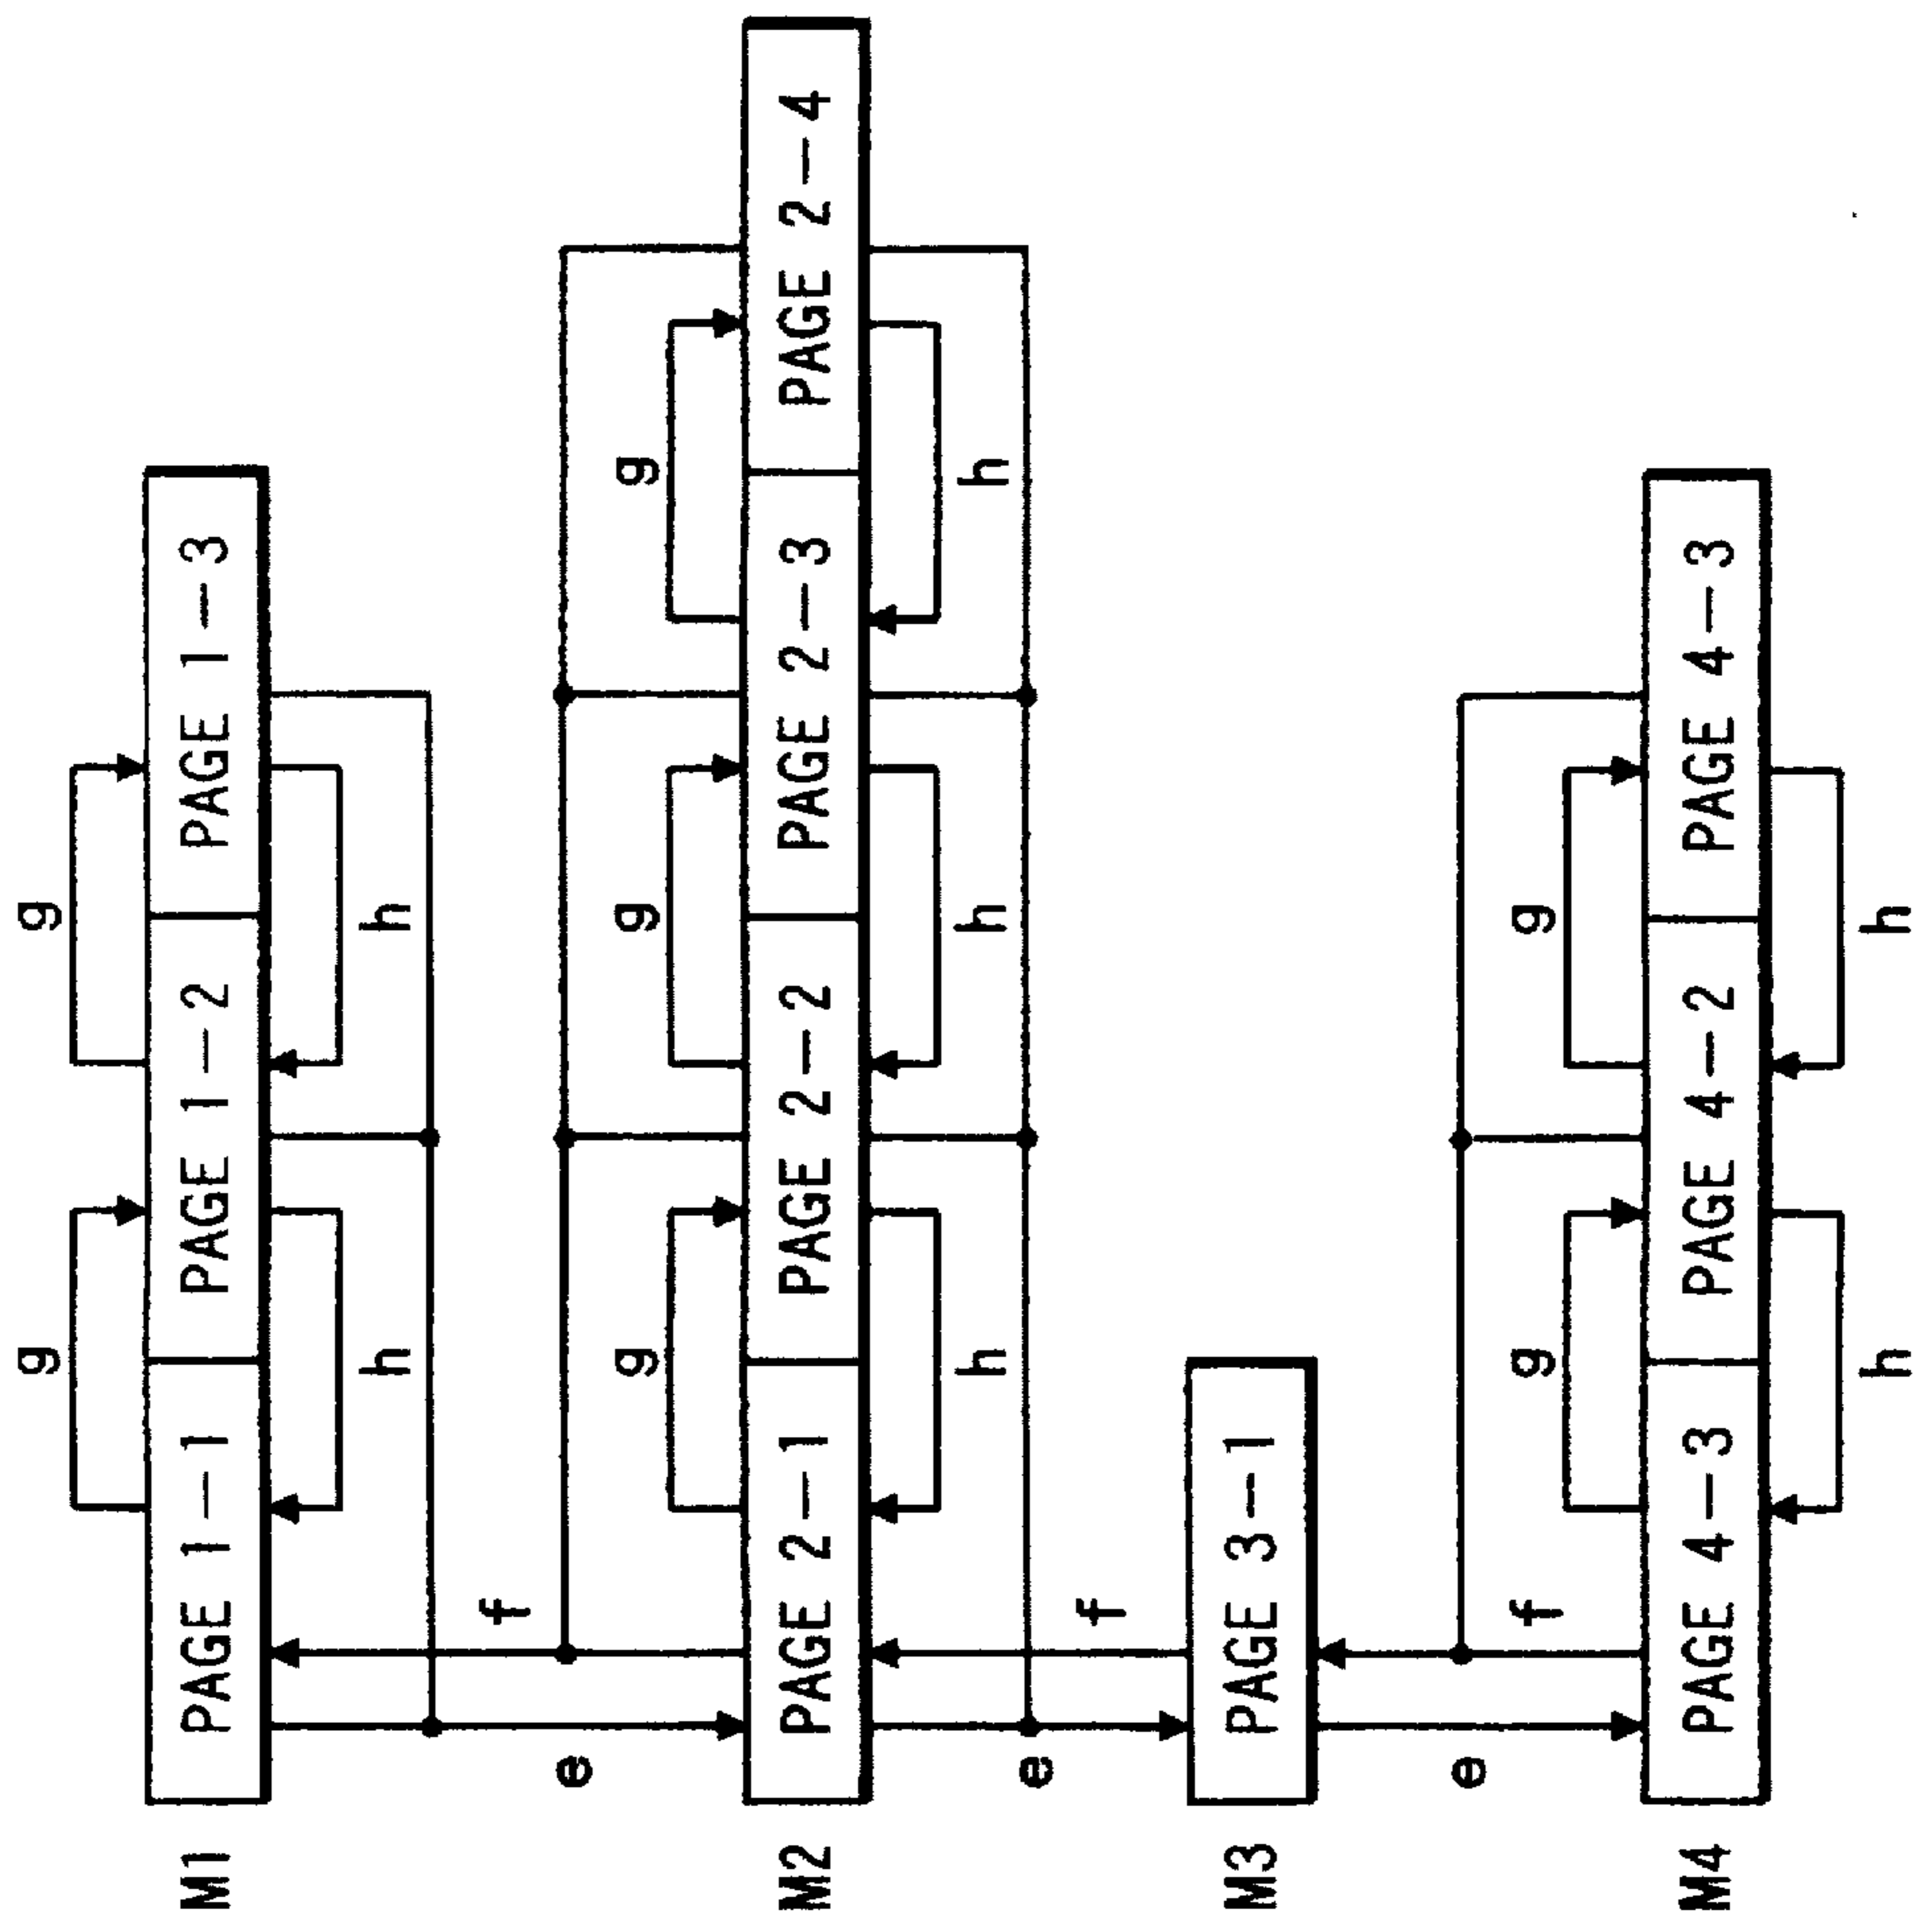 g g
M1 PAGE 1-1 PAGE 1-2 PAGE 1-3
h h
f
e
g g g
M2 PAGE 2-1 PAGE 2-2 PAGE 2-3 PAGE 2-4
h h h
f
e
M3 PAGE 3-1
f
e
g g
M4 PAGE 4-3 PAGE 4-2 PAGE 4-3
h h